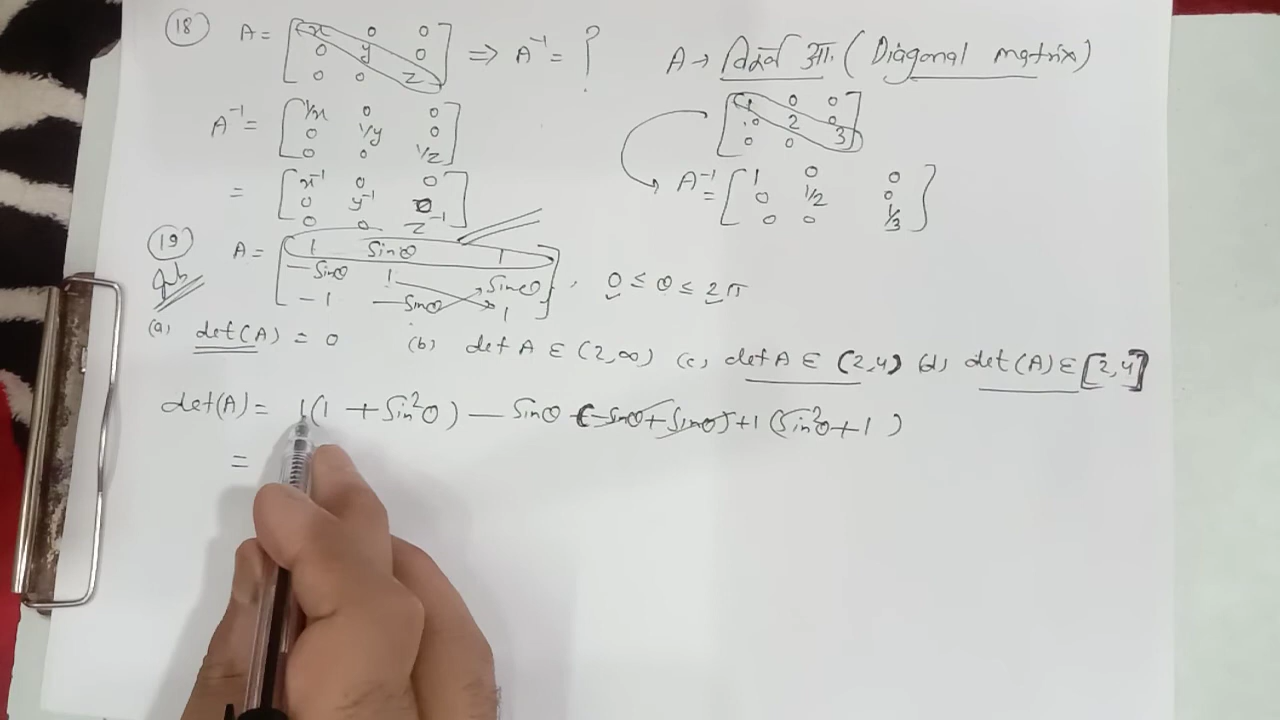 (18) A = [x 0 0 ⇒ A⁻¹ = ?
0 y 0
0 0 z]
A⁻¹ = [1/x 0 0
0 1/y 0
0 0 1/z]
= [x⁻¹ 0 0
0 y⁻¹ 0
0 0 z⁻¹]
A → विकर्ण आ. (Diagonal matrix)
[1 0 0
0 2 0
0 0 3]
A⁻¹ = [1 0 0
0 1/2 0
0 0 1/3]
(19) A = [1 Sinθ 1
-Sinθ 1 Sinθ
-1 -Sinθ 1], 0 ≤ θ ≤ 2π
(a) det(A) = 0 (b) det A ∈ (2,∞) (c) det A ∈ (2,4) (d) det(A) ∈ [2,4]
det(A) = 1(1 + Sin²θ) - Sinθ (-Sinθ + Sinθ) + 1 (Sin²θ + 1)
=